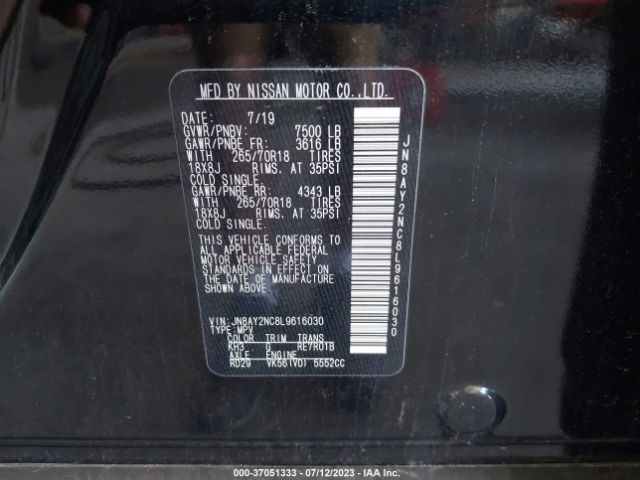 MFD BY NISSAN MOTOR CO.,LTD.
DATE: 7/19
GVWR/PNBV: 7500 LB
GAWR/PNBE FR: 3616 LB
WITH 265/70R18 TIRES
18X8J RIMS. AT 35PSI
COLD SINGLE.
GAWR/PNBE RR: 4343 LB
WITH 265/70R18 TIRES
18X8J RIMS. AT 35PSI
COLD SINGLE.
THIS VEHICLE CONFORMS TO
ALL APPLICABLE FEDERAL
MOTOR VEHICLE SAFETY
STANDARDS IN EFFECT ON
THE DATE OF MANUFACTURE
SHOWN ABOVE.
VIN: JN8AY2NC8L9616030
TYPE: MPV
COLOR TRIM TRANS
KH3 G RE7R01B
AXLE ENGINE
RD29 VK56(VD) 5552CC
JN8AY2NC8L9616030
000-37051333 - 07/12/2023 - IAA Inc.